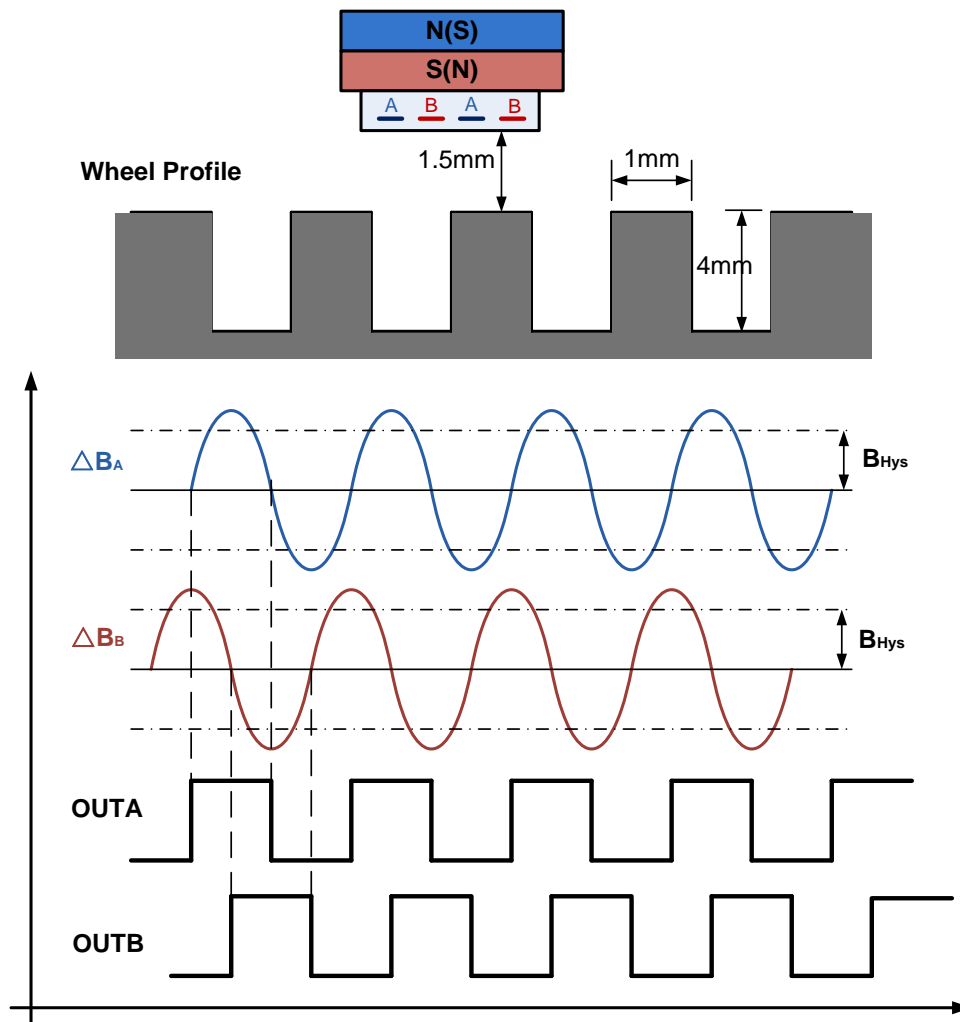 N(S)
S(N)
A B A B
1.5mm
1mm
Wheel Profile
4mm
△BA
BHys
△BB
BHys
OUTA
OUTB